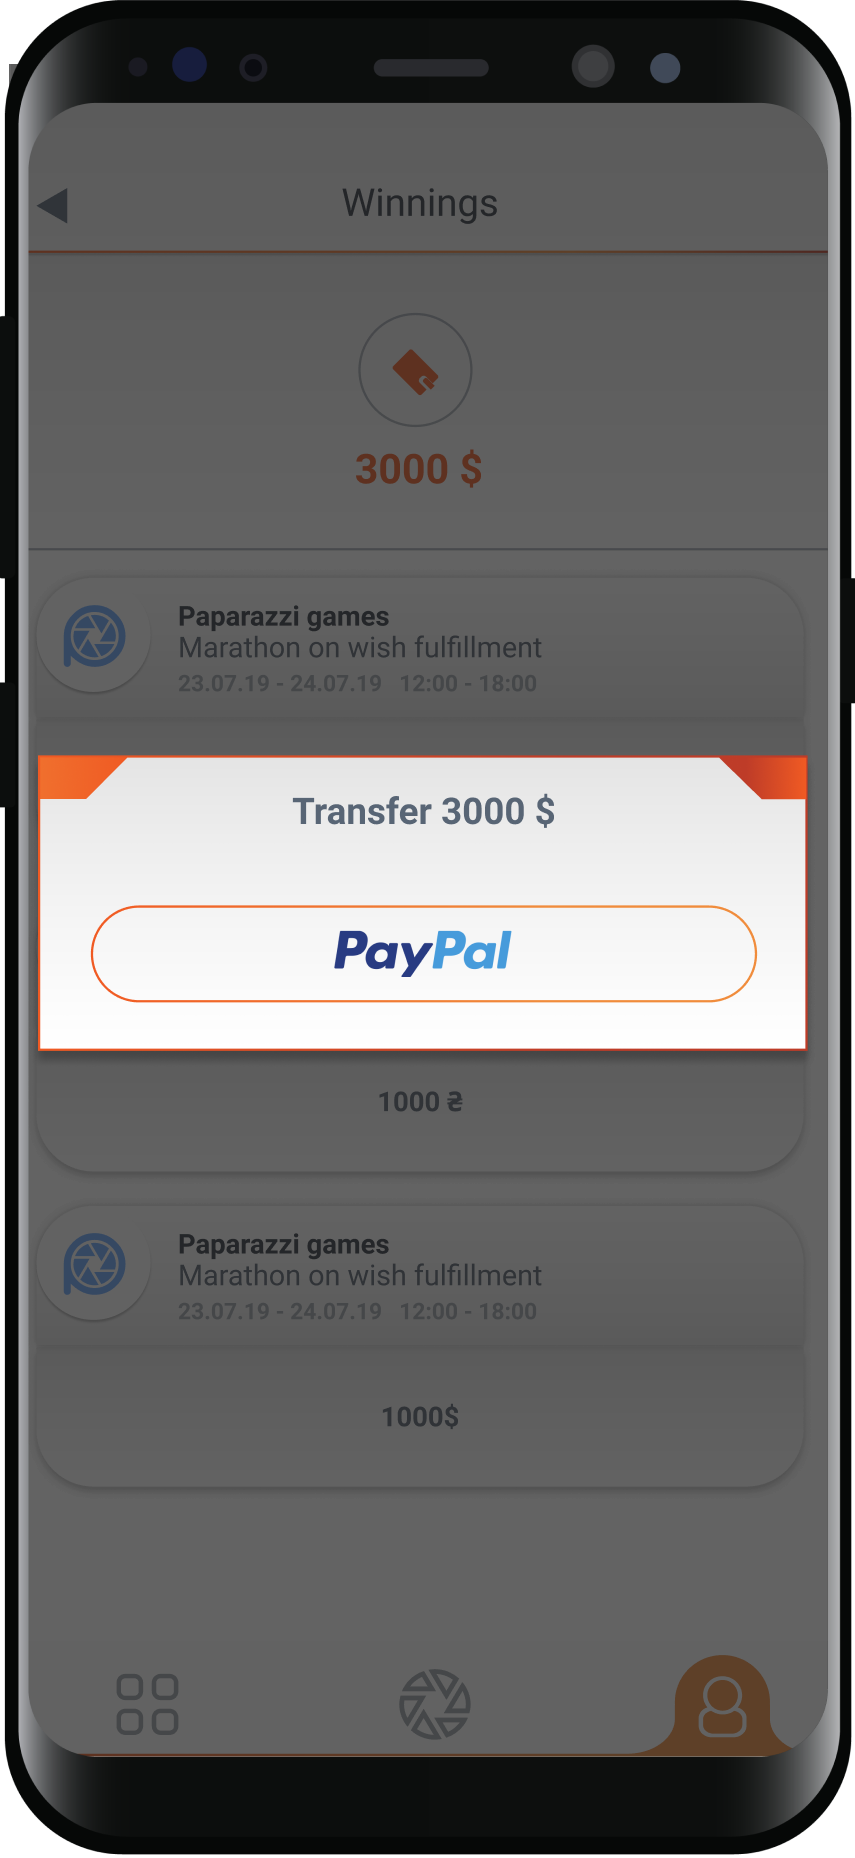 Winnings
3000 $
Paparazzi games
Marathon on wish fulfillment
23.07.19 - 24.07.19 12:00 - 18:00
Transfer 3000 $
PayPal
1000 ₴
Paparazzi games
Marathon on wish fulfillment
23.07.19 - 24.07.19 12:00 - 18:00
1000$